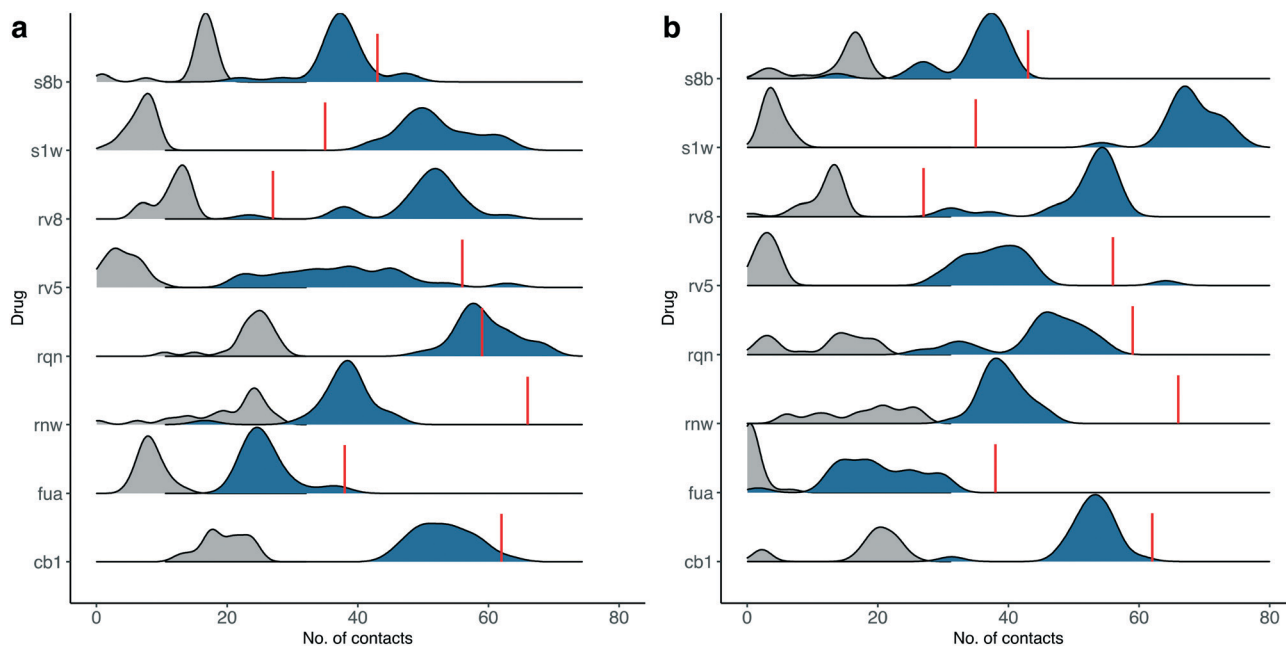 a
Drug
s8b
s1w
rv8
rv5
rqn
rnw
fua
cb1
0 20 40 60 80
No. of contacts
b
Drug
s8b
s1w
rv8
rv5
rqn
rnw
fua
cb1
0 20 40 60 80
No. of contacts